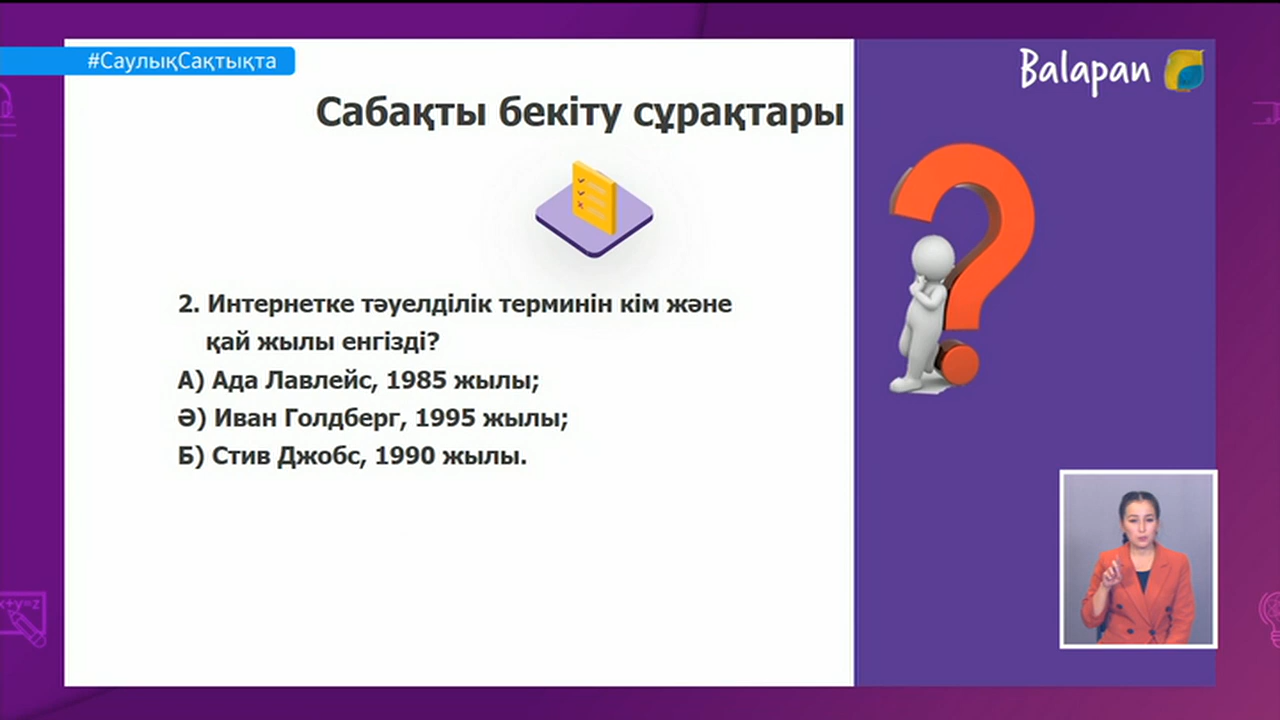 #СаулықСақтықта
Balapan
Сабақты бекіту сұрақтары
2. Интернетке тәуелділік терминін кім және
қай жылы енгізді?
А) Ада Лавлейс, 1985 жылы;
Ә) Иван Голдберг, 1995 жылы;
Б) Стив Джобс, 1990 жылы.
x+y=z